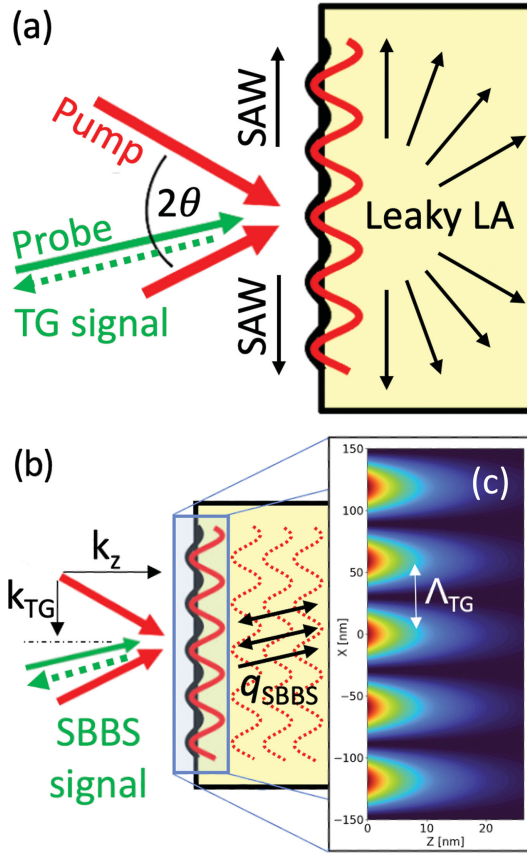 (a)
SAW
Pump
2θ
Probe
Leaky LA
TG signal
SAW
(b)
(c)
150
100
50
0
−50
−100
−150
X [nm]
0
10
20
Z [nm]
Λ_TG
k_z
k_TG
q_SBBS
SBBS
signal